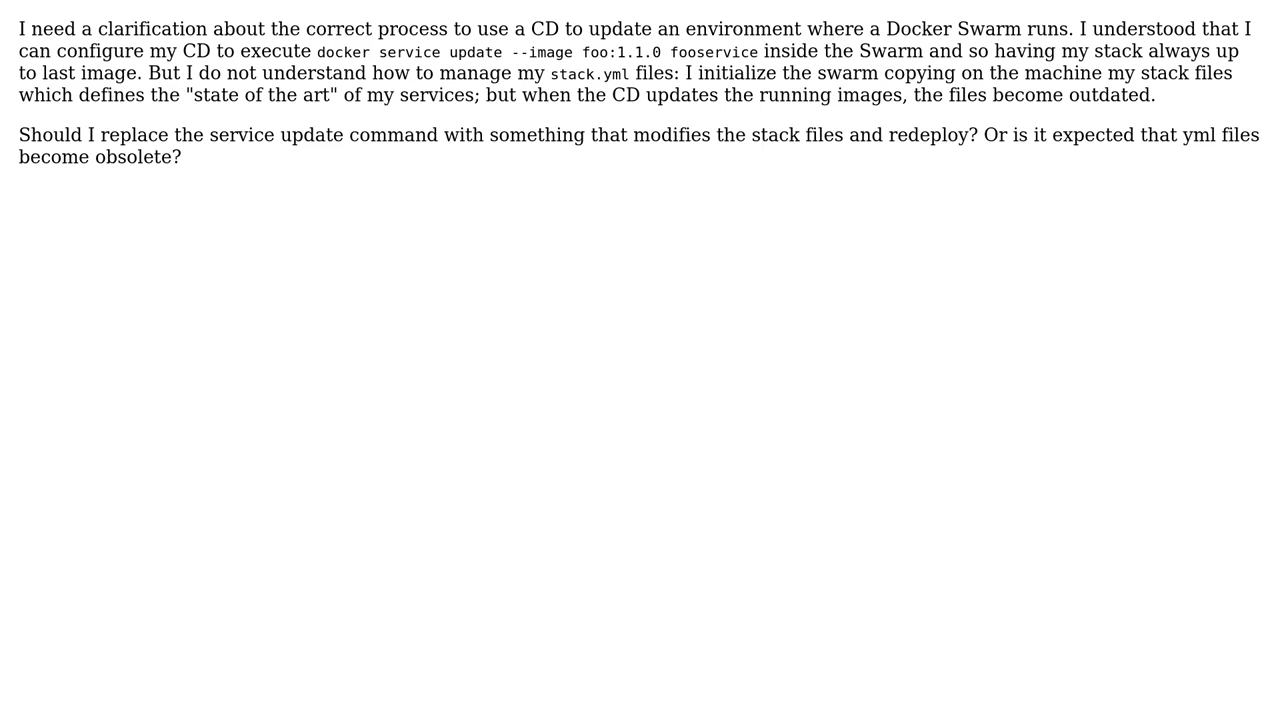 I need a clarification about the correct process to use a CD to update an environment where a Docker Swarm runs. I understood that I
can configure my CD to execute docker service update --image foo:1.1.0 fooservice inside the Swarm and so having my stack always up
to last image. But I do not understand how to manage my stack.yml files: I initialize the swarm copying on the machine my stack files
which defines the "state of the art" of my services; but when the CD updates the running images, the files become outdated.
Should I replace the service update command with something that modifies the stack files and redeploy? Or is it expected that yml files
become obsolete?